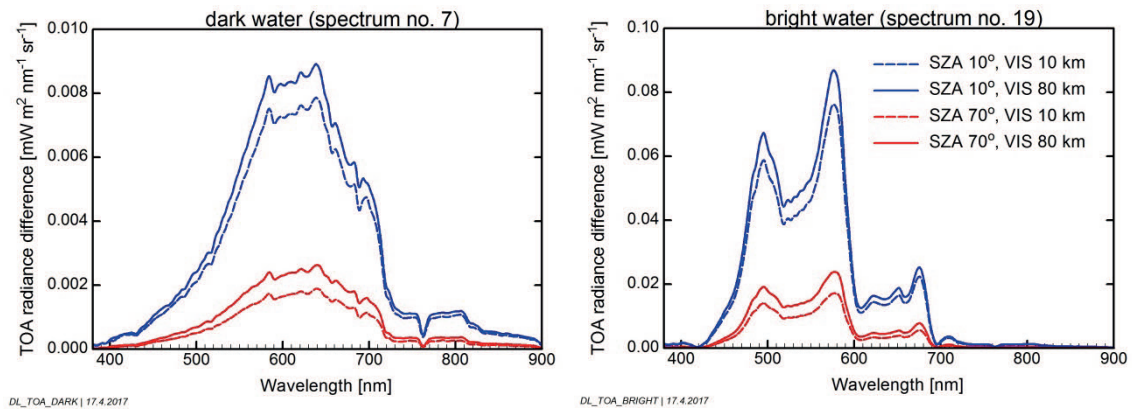 dark water (spectrum no. 7)
TOA radiance difference [mW m² nm⁻¹ sr⁻¹]
0.010
0.008
0.006
0.004
0.002
0.000
400 500 600 700 800 900
Wavelength [nm]
DL_TOA_DARK | 17.4.2017
bright water (spectrum no. 19)
TOA radiance difference [mW m² nm⁻¹ sr⁻¹]
0.10
0.08
0.06
0.04
0.02
0.00
SZA 10°, VIS 10 km
SZA 10°, VIS 80 km
SZA 70°, VIS 10 km
SZA 70°, VIS 80 km
400 500 600 700 800 900
Wavelength [nm]
DL_TOA_BRIGHT | 17.4.2017